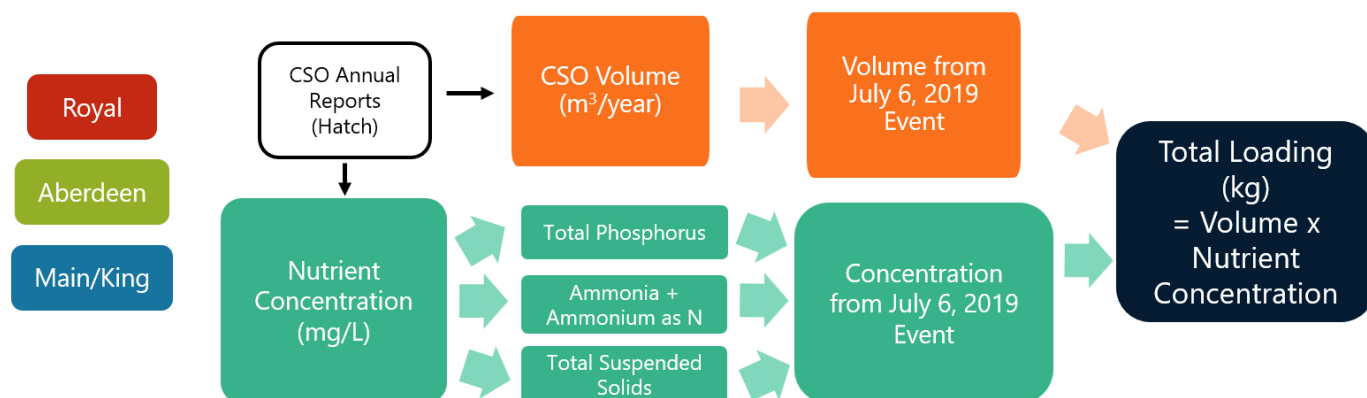 Royal
Aberdeen
Main/King
CSO Annual
Reports
(Hatch)
CSO Volume
(m³/year)
Volume from
July 6, 2019
Event
Nutrient
Concentration
(mg/L)
Total Phosphorus
Ammonia +
Ammonium as N
Total Suspended
Solids
Concentration
from July 6, 2019
Event
Total Loading
(kg)
= Volume x
Nutrient
Concentration